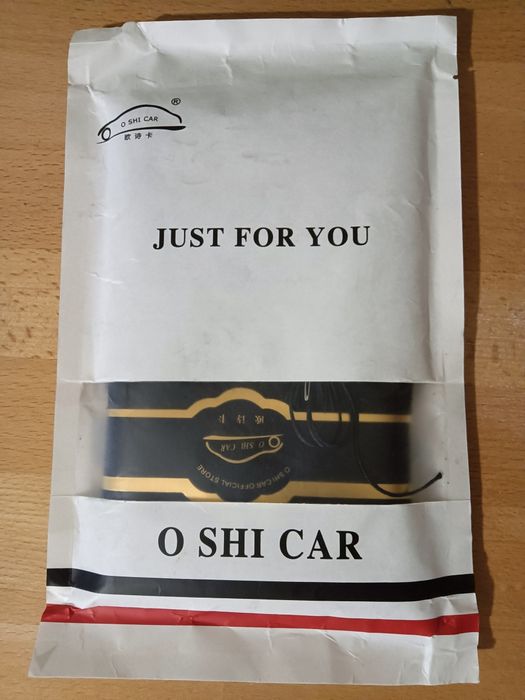 ®
O SHI CAR
欧诗卡
JUST FOR YOU
欧诗卡
O SHI CAR
O SHI CAR OFFICIAL STORE
O SHI CAR